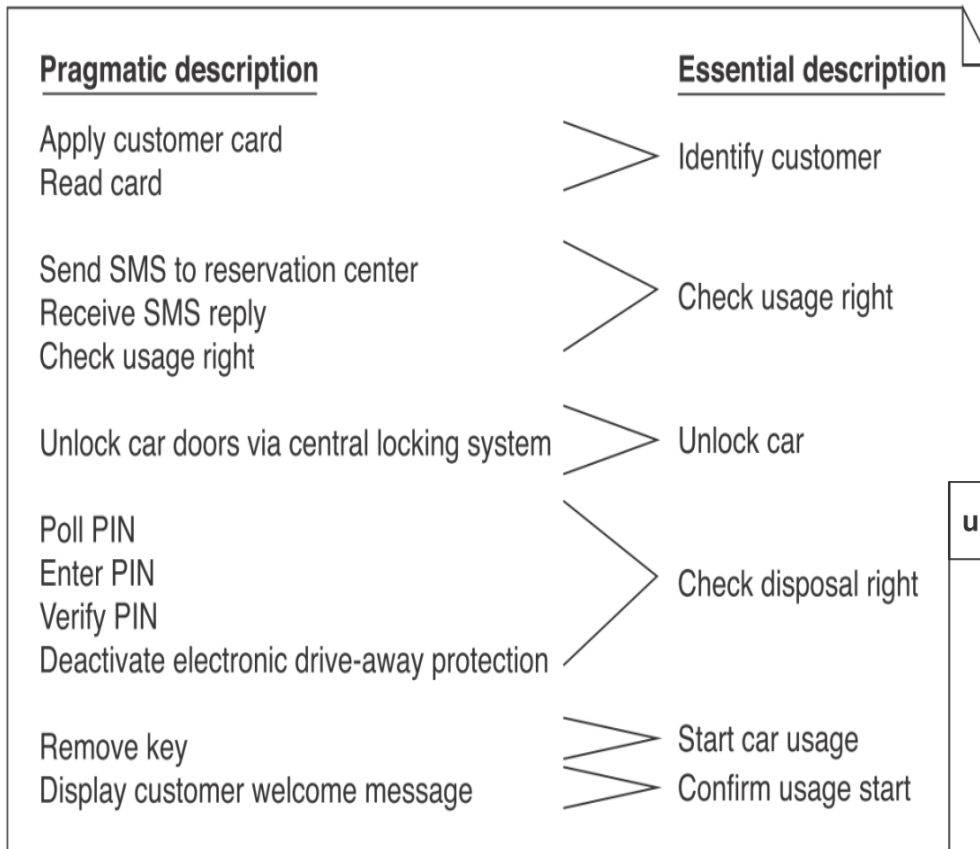 Pragmatic description
Essential description
Apply customer card
Read card
Identify customer
Send SMS to reservation center
Receive SMS reply
Check usage right
Check usage right
Unlock car doors via central locking system
Unlock car
Poll PIN
Enter PIN
Verify PIN
Deactivate electronic drive-away protection
Check disposal right
Remove key
Start car usage
Display customer welcome message
Confirm usage start